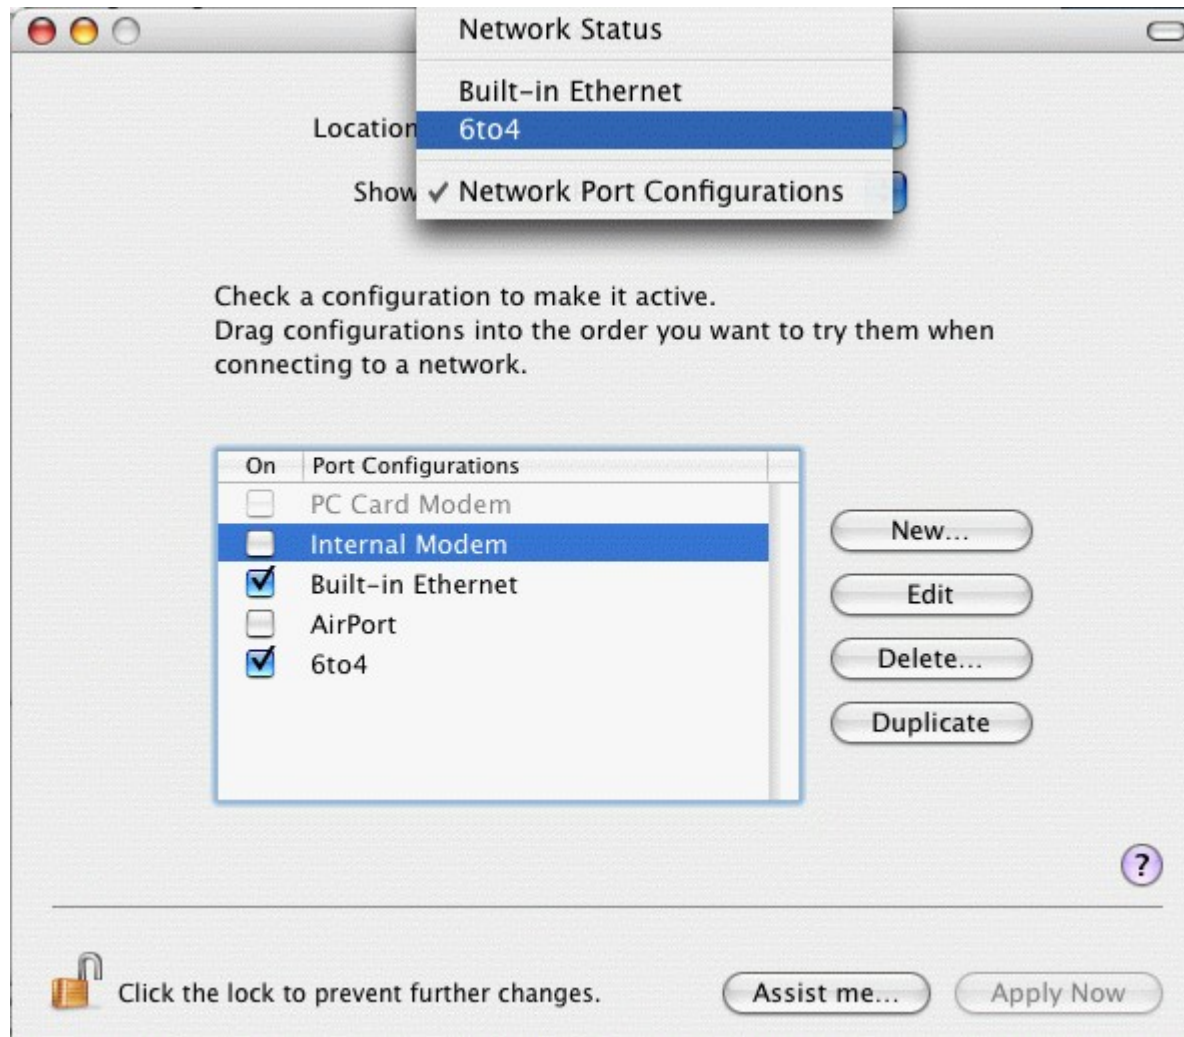 Network Status
Built-in Ethernet
Location
6to4
Show ✓ Network Port Configurations
Check a configuration to make it active.
Drag configurations into the order you want to try them when
connecting to a network.
On Port Configurations
PC Card Modem
Internal Modem
Built-in Ethernet
AirPort
6to4
New...
Edit
Delete...
Duplicate
?
Click the lock to prevent further changes.
Assist me...
Apply Now